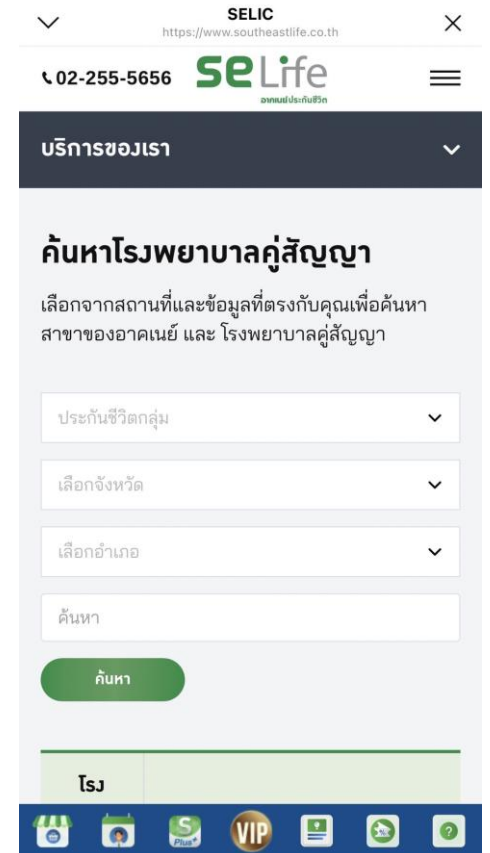 SELIC
https://www.southeastlife.co.th
02-255-5656
SELife
อาคเนย์ประกันชีวิต
บริการของเรา
ค้นหาโรงพยาบาลคู่สัญญา
เลือกจากสถานที่และข้อมูลที่ตรงกับคุณเพื่อค้นหา
สาขาของอาคเนย์ และ โรงพยาบาลคู่สัญญา
ประกันชีวิตกลุ่ม
เลือกจังหวัด
เลือกอำเภอ
ค้นหา
ค้นหา
โรง
S Plus+
VIP
?